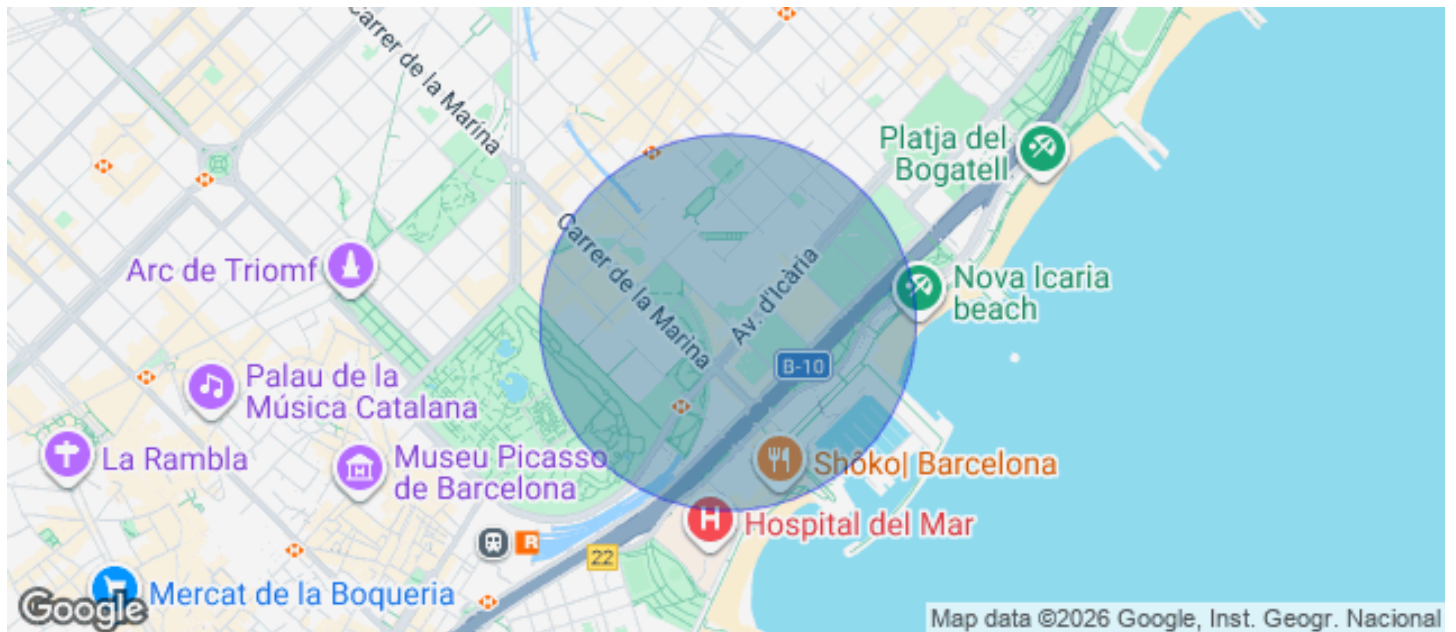 Carrer de la Marina
Platja del
Bogatell
Carrer de la Marina
Arc de Triomf
Av. d'Icària
Nova Icaria
beach
B-10
Palau de la
Música Catalana
La Rambla
Museu Picasso
de Barcelona
Shôko| Barcelona
H
Hospital del Mar
R
22
Mercat de la Boqueria
Google
Map data ©2026 Google, Inst. Geogr. Nacional